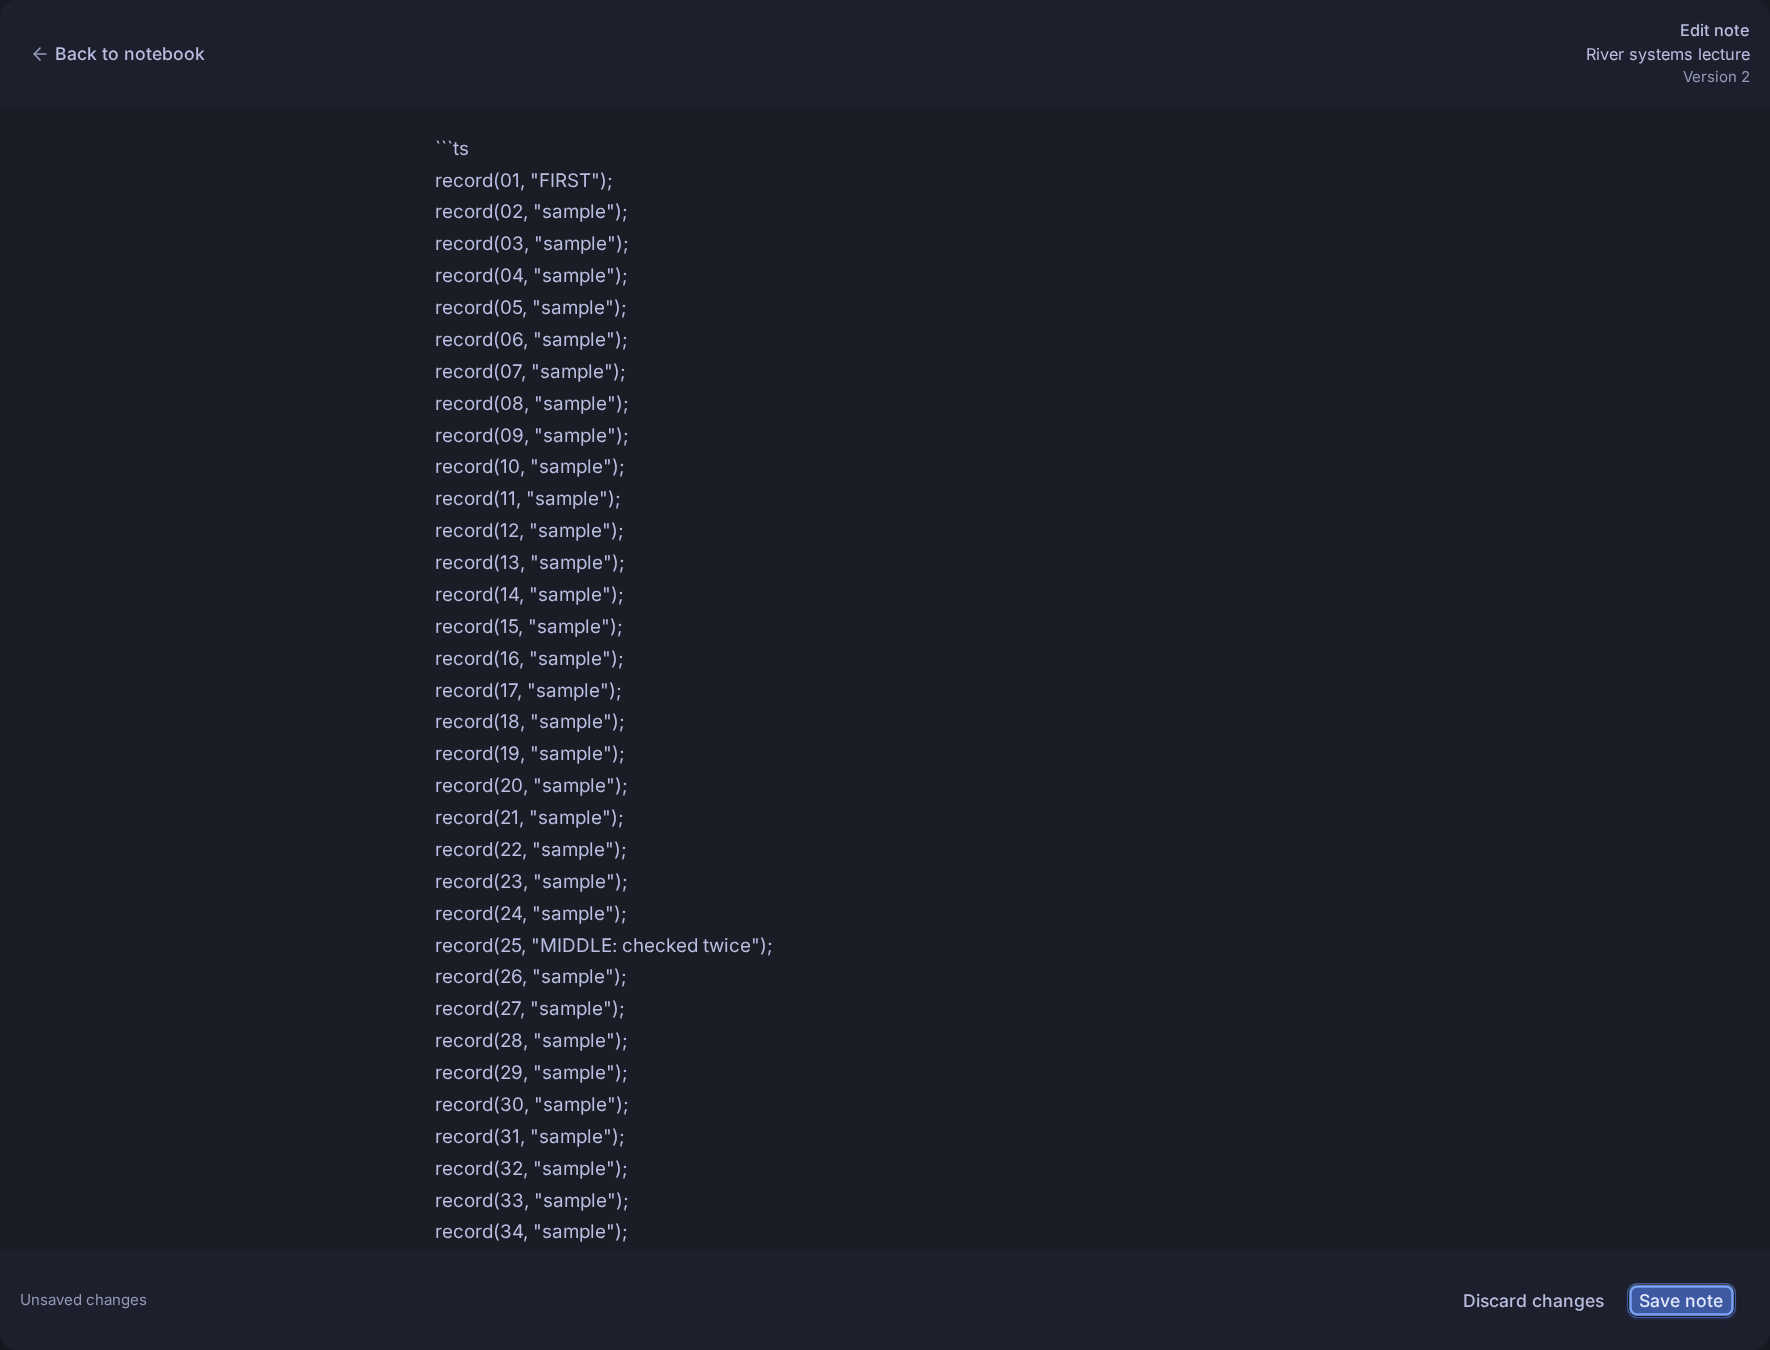 Back to notebook
Edit note
River systems lecture
Version 2
```ts
record(01, "FIRST");
record(02, "sample");
record(03, "sample");
record(04, "sample");
record(05, "sample");
record(06, "sample");
record(07, "sample");
record(08, "sample");
record(09, "sample");
record(10, "sample");
record(11, "sample");
record(12, "sample");
record(13, "sample");
record(14, "sample");
record(15, "sample");
record(16, "sample");
record(17, "sample");
record(18, "sample");
record(19, "sample");
record(20, "sample");
record(21, "sample");
record(22, "sample");
record(23, "sample");
record(24, "sample");
record(25, "MIDDLE: checked twice");
record(26, "sample");
record(27, "sample");
record(28, "sample");
record(29, "sample");
record(30, "sample");
record(31, "sample");
record(32, "sample");
record(33, "sample");
record(34, "sample");
Unsaved changes
Discard changes
Save note